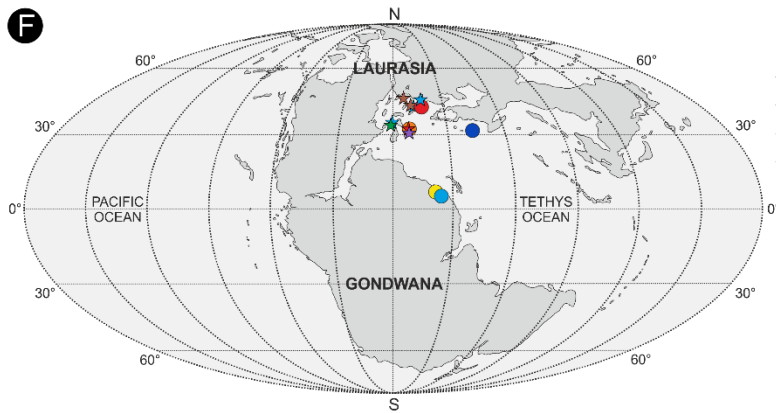 F
N
60°
60°
LAURASIA
30°
30°
PACIFIC
OCEAN
TETHYS
OCEAN
0°
0°
GONDWANA
30°
30°
60°
60°
S